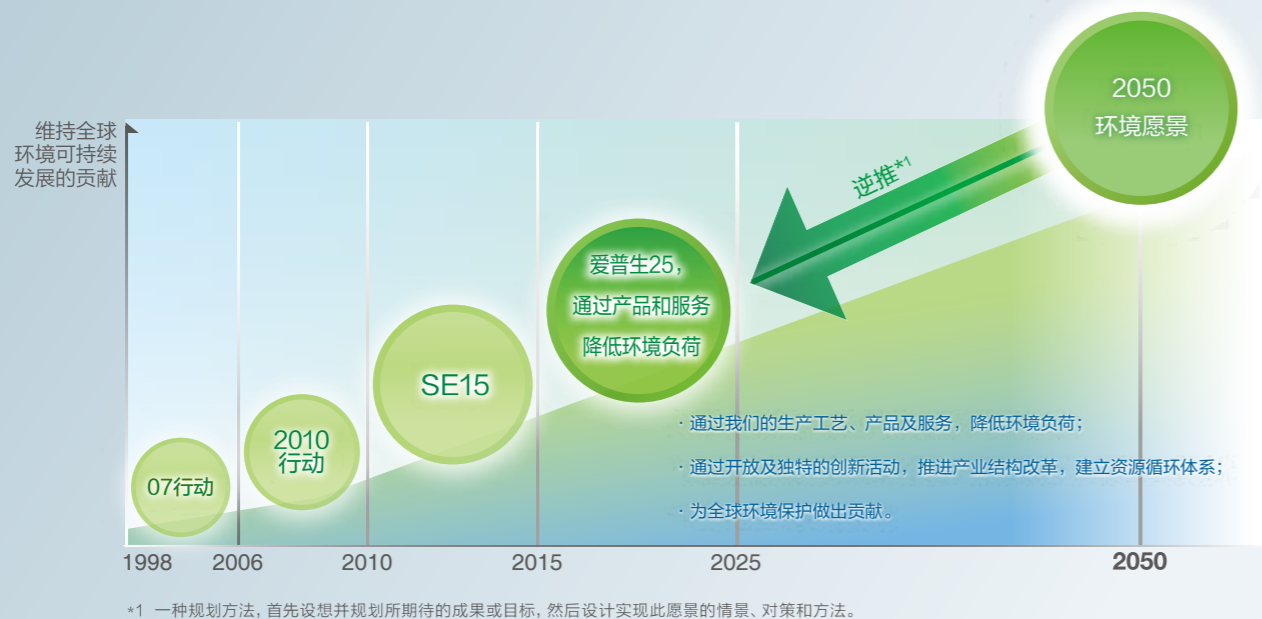 2050
环境愿景
维持全球
环境可持续
发展的贡献
逆推*1
爱普生25，
通过产品和服务
降低环境负荷
SE15
2010
行动
07行动
· 通过我们的生产工艺、产品及服务，降低环境负荷；
· 通过开放及独特的创新活动，推进产业结构改革，建立资源循环体系；
· 为全球环境保护做出贡献。
1998 2006 2010 2015 2025 2050
*1 一种规划方法，首先设想并规划所期待的成果或目标，然后设计实现此愿景的情景、对策和方法。